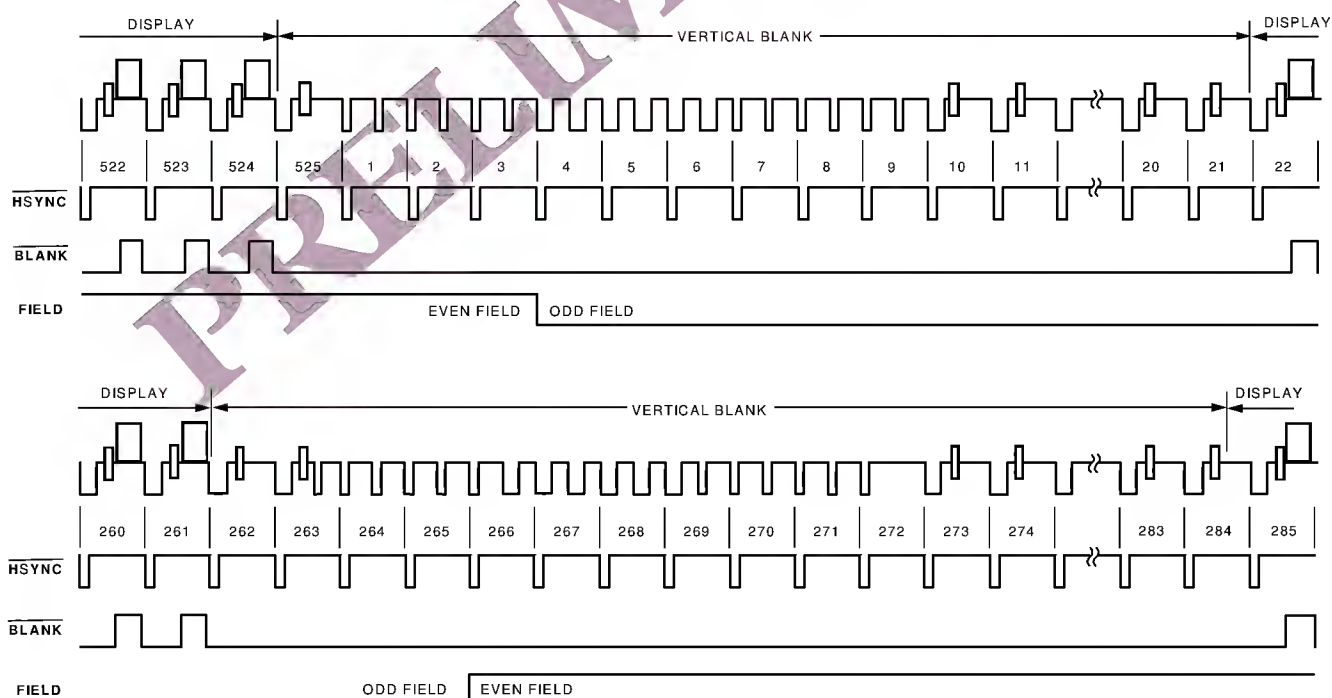 DISPLAY VERTICAL BLANK DISPLAY
522 523 524 525 1 2 3 4 5 6 7 8 9 10 11 20 21 22
HSYNC
BLANK
FIELD EVEN FIELD ODD FIELD
DISPLAY VERTICAL BLANK DISPLAY
260 261 262 263 264 265 266 267 268 269 270 271 272 273 274 283 284 285
HSYNC
BLANK
FIELD ODD FIELD EVEN FIELD